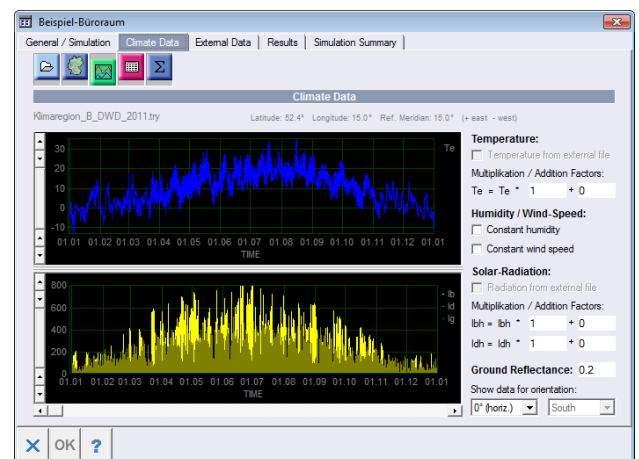 Beispiel-Büroraum
General / Simulation Climate Data External Data Results Simulation Summary
Σ
Climate Data
Klimaregion_B_DWD_2011.try Latitude: 52.4° Longitude: 15.0° Ref. Meridian: 15.0° (+ east - west)
30
20
10
0
-10
- Te
01.01 01.02 01.03 01.04 01.05 01.06 01.07 01.08 01.09 01.10 01.11 01.12 01.01
TIME
800
600
400
200
0
- Ib
- Id
- Ig
01.01 01.02 01.03 01.04 01.05 01.06 01.07 01.08 01.09 01.10 01.11 01.12 01.01
TIME
Temperature:
Temperature from external file
Multiplikation / Addition Factors:
Te = Te * 1 + 0
Humidity / Wind-Speed:
Constant humidity
Constant wind speed
Solar-Radiation:
Radiation from external file
Multiplikation / Addition Factors:
Ibh = Ibh * 1 + 0
Idh = Idh * 1 + 0
Ground Reflectance: 0.2
Show data for orientation:
0° (horiz.) South
OK ?